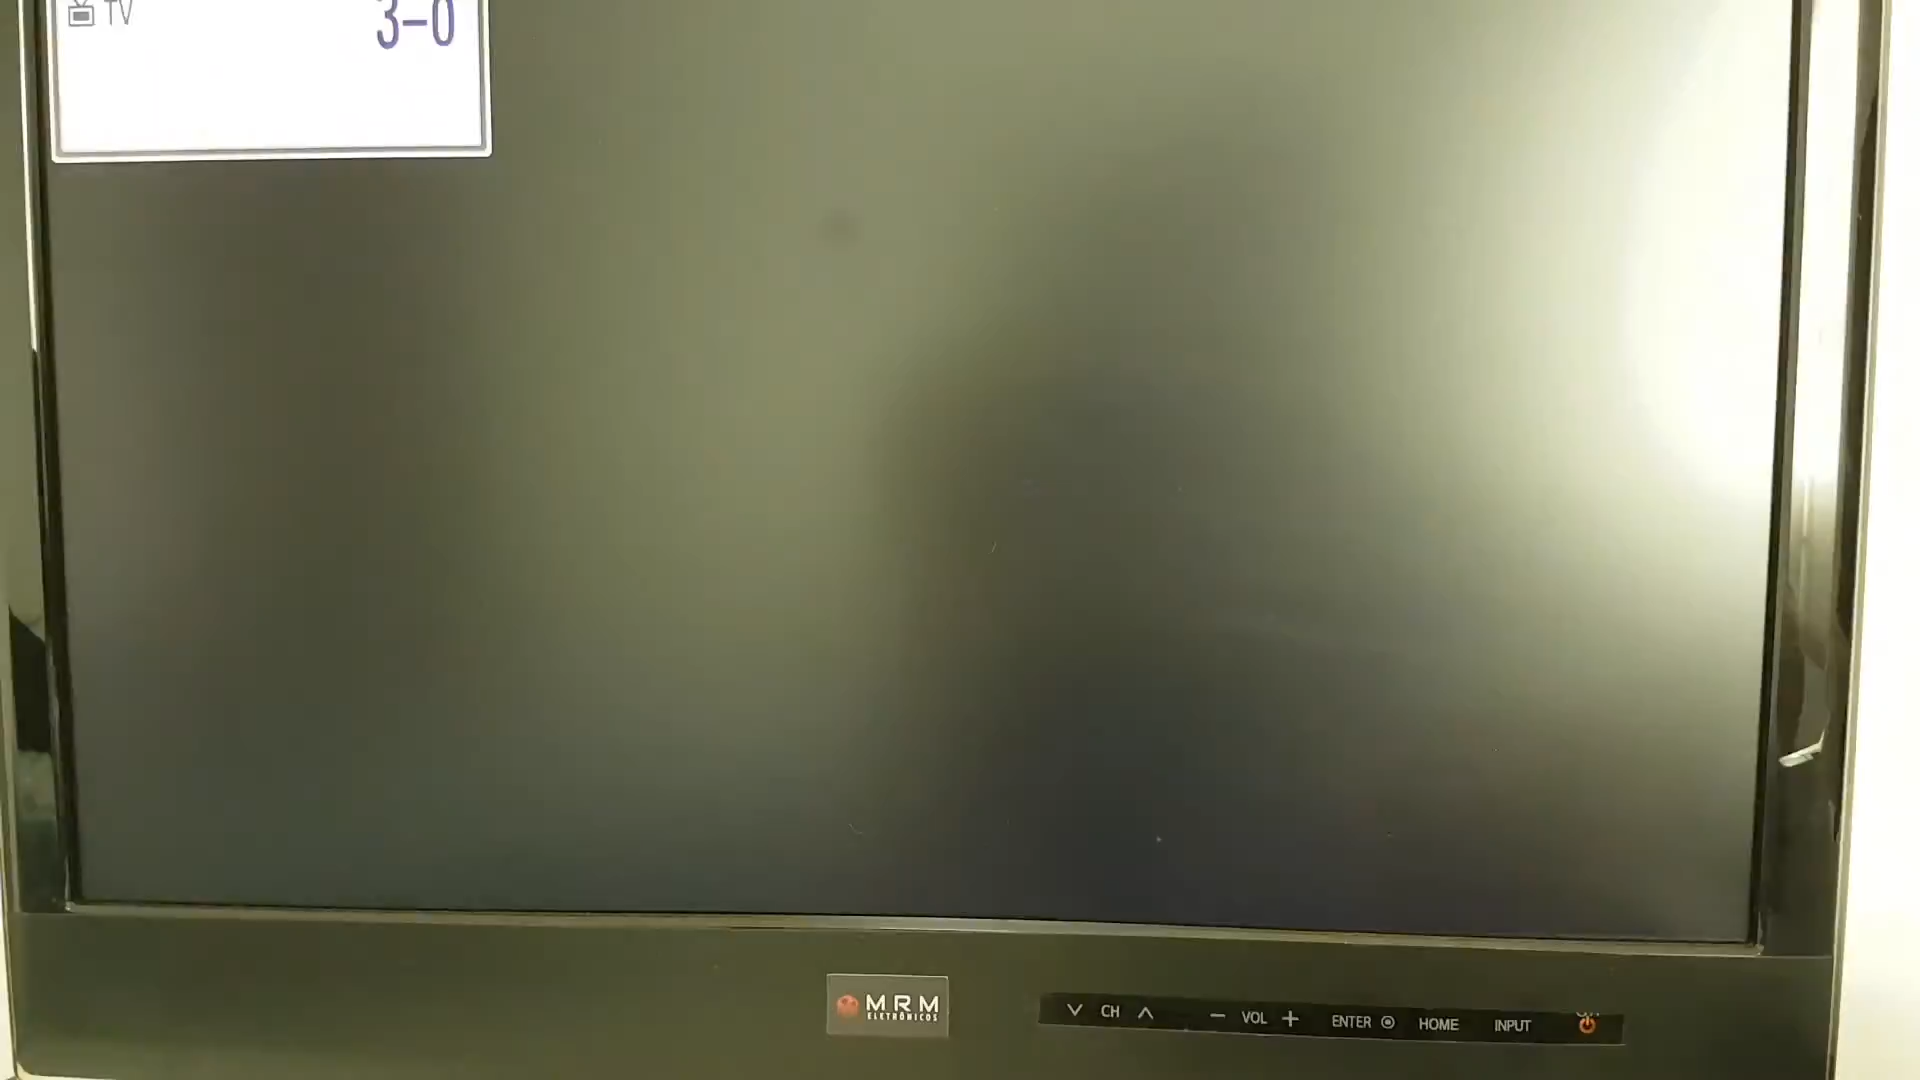 TV 3-0
MRM
ELETRÔNICOS
CH
- VOL +
ENTER
HOME
INPUT